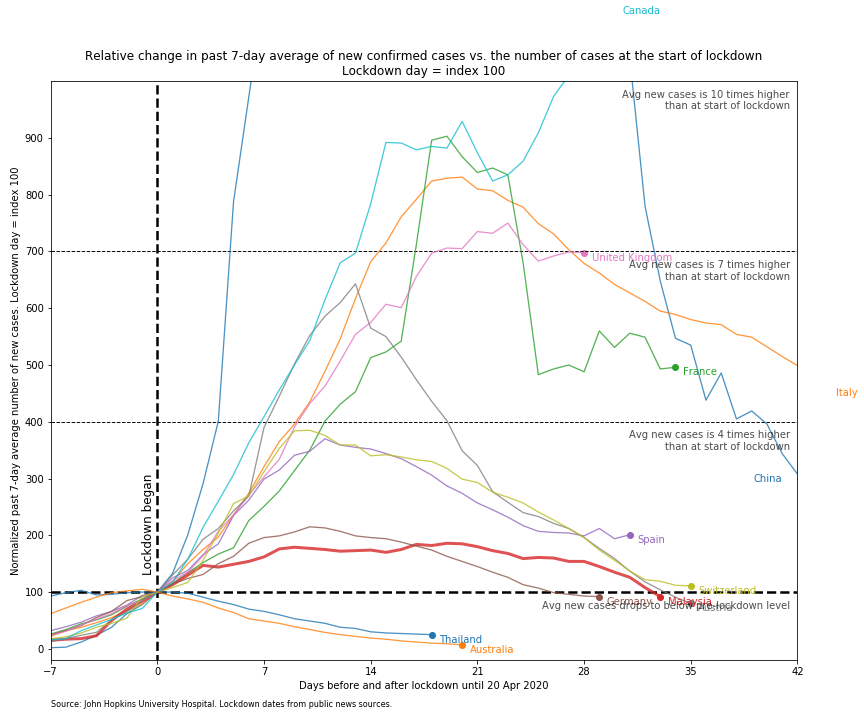 Canada
Relative change in past 7-day average of new confirmed cases vs. the number of cases at the start of lockdown
Lockdown day = index 100
Avg new cases is 10 times higher
than at start of lockdown
900
800
700
United Kingdom
Avg new cases is 7 times higher
than at start of lockdown
600
500
France
Italy
400
Avg new cases is 4 times higher
than at start of lockdown
300
China
200
Spain
100
Switzerland
Germany
Malaysia
Austria
Avg new cases drops to below pre-lockdown level
Thailand
Australia
0
Lockdown began
Normalized past 7-day average number of new cases. Lockdown day = index 100
−7 0 7 14 21 28 35 42
Days before and after lockdown until 20 Apr 2020
Source: John Hopkins University Hospital. Lockdown dates from public news sources.